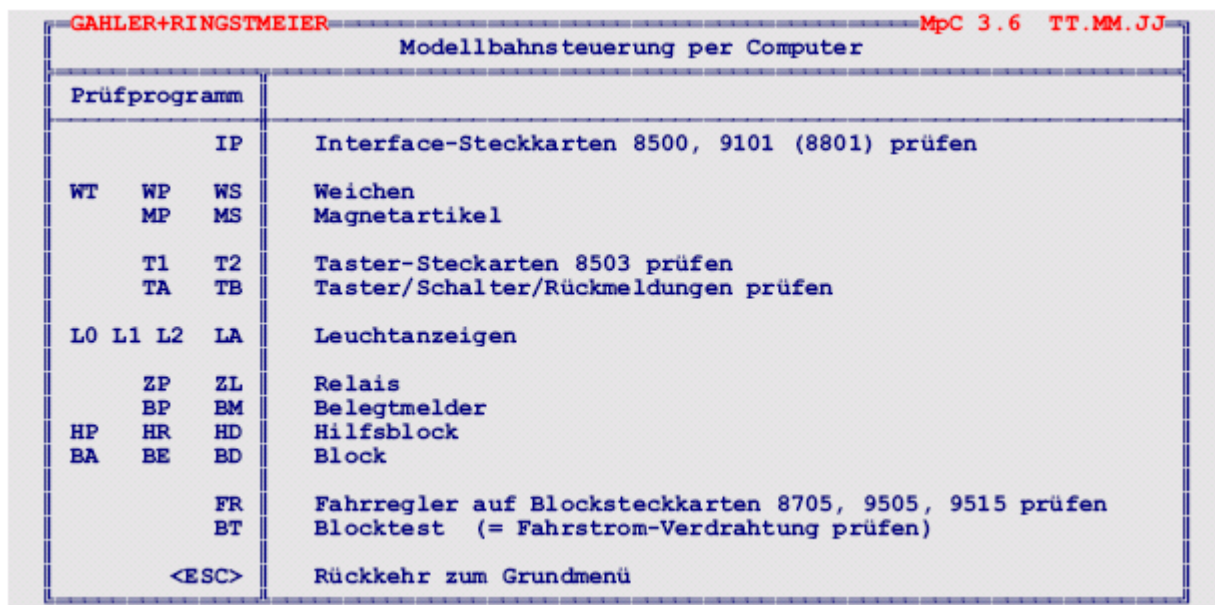 GAHLER+RINGSTMEIER MpC 3.6 TT.MM.JJ
Modellbahnsteuerung per Computer
Prüfprogramm
IP Interface-Steckkarten 8500, 9101 (8801) prüfen
WT WP WS Weichen
MP MS Magnetartikel
T1 T2 Taster-Steckarten 8503 prüfen
TA TB Taster/Schalter/Rückmeldungen prüfen
L0 L1 L2 LA Leuchtanzeigen
ZP ZL Relais
BP BM Belegtmelder
HP HR HD Hilfsblock
BA BE BD Block
FR Fahrregler auf Blocksteckkarten 8705, 9505, 9515 prüfen
BT Blocktest (= Fahrstrom-Verdrahtung prüfen)
<ESC> Rückkehr zum Grundmenü